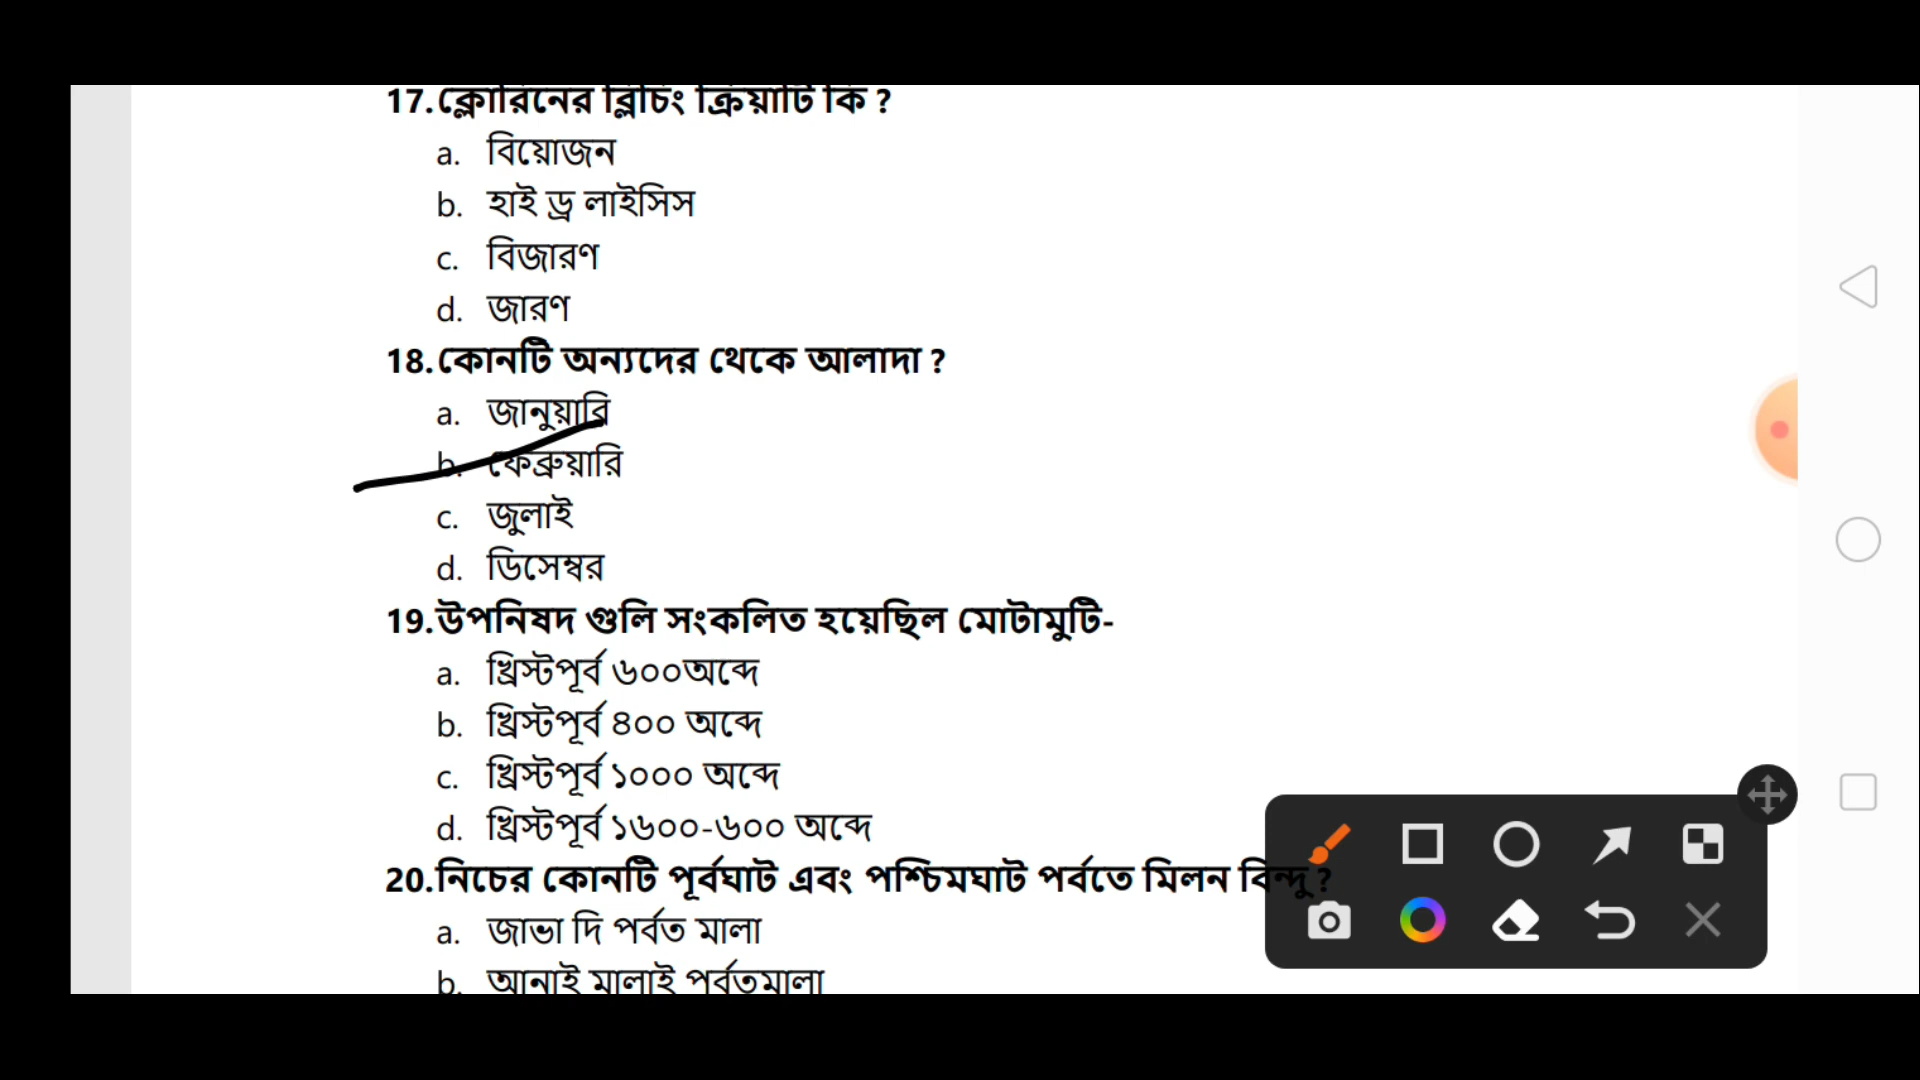 17.ক্লোরিনের ব্লিচিং ক্রিয়াটি কি ?
a. বিয়োজন
b. হাই ড্র লাইসিস
c. বিজারণ
d. জারণ
18.কোনটি অন্যদের থেকে আলাদা ?
a. জানুয়ারি
b. ফেব্রুয়ারি
c. জুলাই
d. ডিসেম্বর
19.উপনিষদ গুলি সংকলিত হয়েছিল মোটামুটি-
a. খ্রিস্টপূর্ব ৬০০অব্দে
b. খ্রিস্টপূর্ব ৪০০ অব্দে
c. খ্রিস্টপূর্ব ১০০০ অব্দে
d. খ্রিস্টপূর্ব ১৬০০-৬০০ অব্দে
20.নিচের কোনটি পূর্বঘাট এবং পশ্চিমঘাট পর্বতে মিলন বিন্দু ?
a. জাভা দি পর্বত মালা
b. আনাই মালাই পর্বতমালা